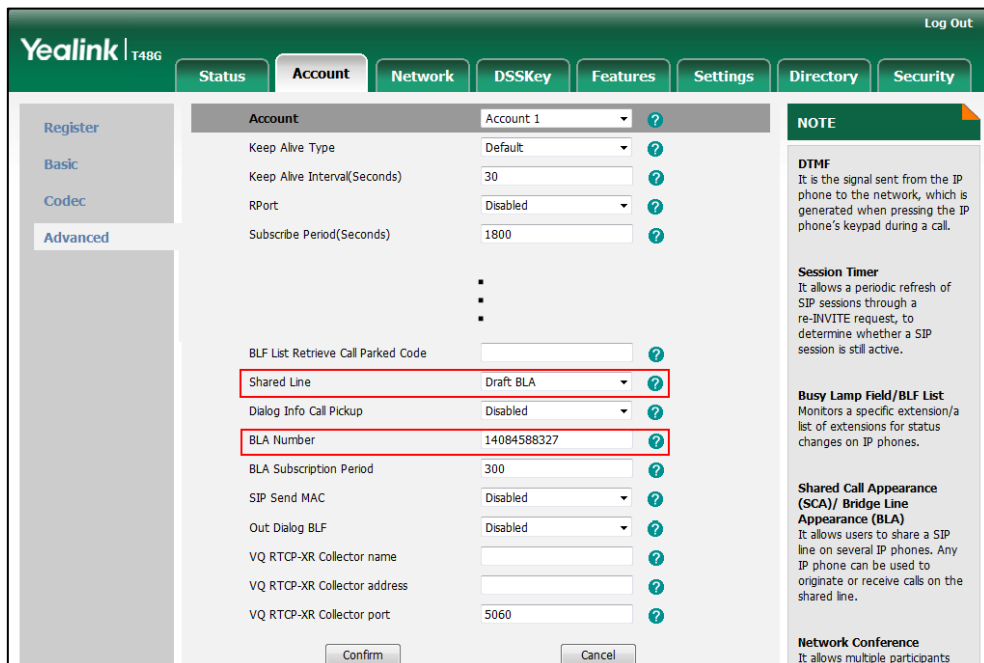 Log Out
Yealink T48G
Status Account Network DSSKey Features Settings Directory Security
Register
Basic
Codec
Advanced
Account Account 1 ?
Keep Alive Type Default ?
Keep Alive Interval(Seconds) 30 ?
RPort Disabled ?
Subscribe Period(Seconds) 1800 ?
BLF List Retrieve Call Parked Code ?
Shared Line Draft BLA ?
Dialog Info Call Pickup Disabled ?
BLA Number 14084588327 ?
BLA Subscription Period 300 ?
SIP Send MAC Disabled ?
Out Dialog BLF Disabled ?
VQ RTCP-XR Collector name ?
VQ RTCP-XR Collector address ?
VQ RTCP-XR Collector port 5060 ?
Confirm Cancel
NOTE
DTMF
It is the signal sent from the IP
phone to the network, which is
generated when pressing the IP
phone's keypad during a call.
Session Timer
It allows a periodic refresh of
SIP sessions through a
re-INVITE request, to
determine whether a SIP
session is still active.
Busy Lamp Field/BLF List
Monitors a specific extension/a
list of extensions for status
changes on IP phones.
Shared Call Appearance
(SCA)/ Bridge Line
Appearance (BLA)
It allows users to share a SIP
line on several IP phones. Any
IP phone can be used to
originate or receive calls on the
shared line.
Network Conference
It allows multiple participants